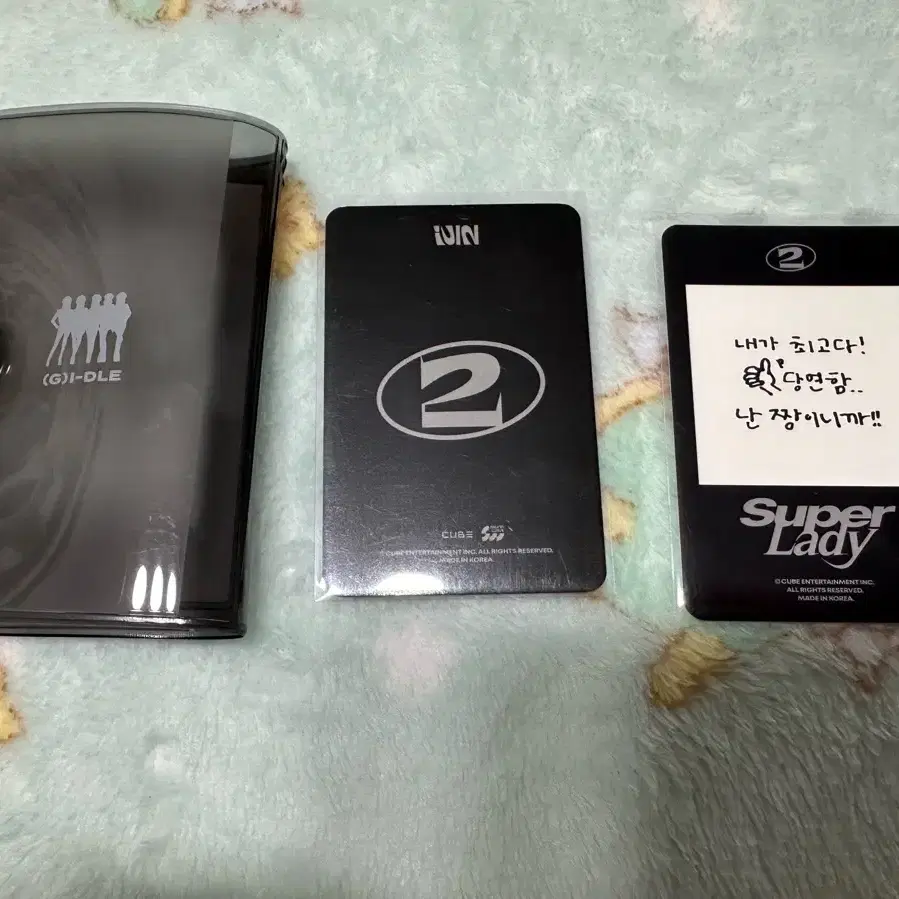 (G)I-DLE
2
CUBE
© CUBE ENTERTAINMENT INC. ALL RIGHTS RESERVED.
MADE IN KOREA.
2
내가 최고다!
당연함..
난 짱이니까!!
Super
Lady
© CUBE ENTERTAINMENT INC.
ALL RIGHTS RESERVED.
MADE IN KOREA.